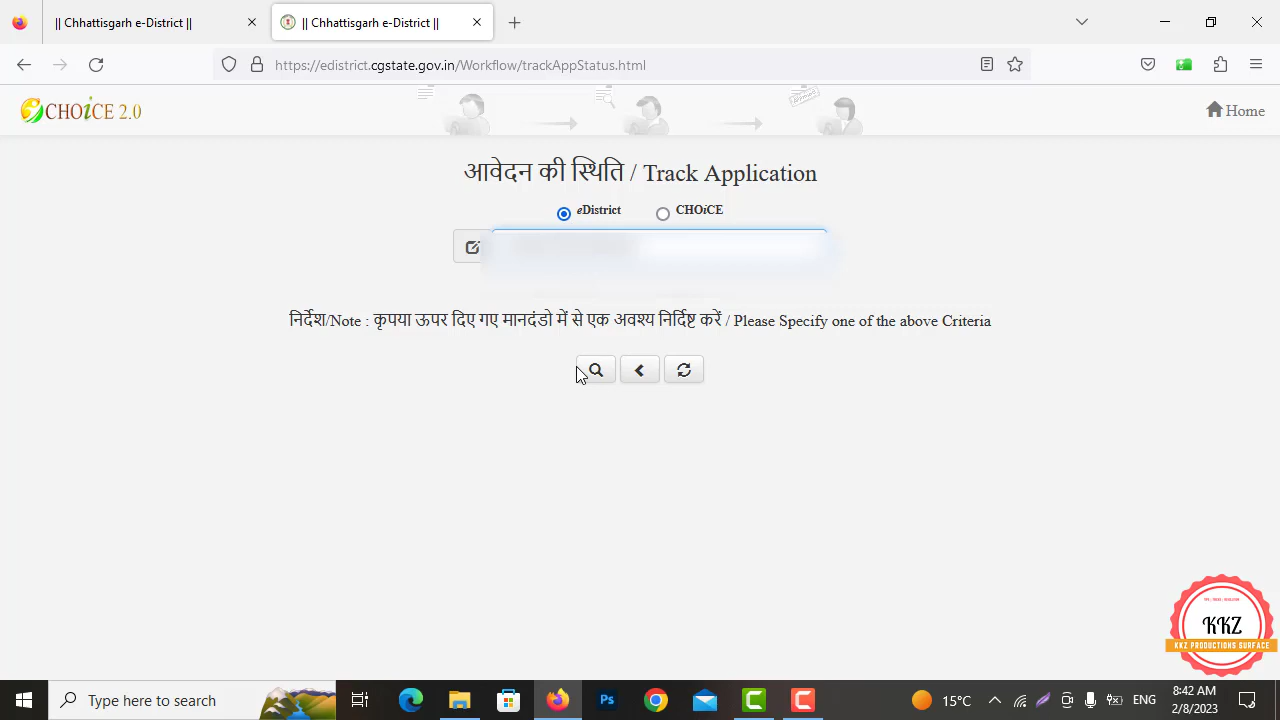 || Chhattisgarh e-District ||
|| Chhattisgarh e-District ||
https://edistrict.cgstate.gov.in/Workflow/trackAppStatus.html
CHOiCE 2.0
Home
आवेदन की स्थिति / Track Application
eDistrict
CHOiCE
निर्देश/Note : कृपया ऊपर दिए गए मानदंडो में से एक अवश्य निर्दिष्ट करें / Please Specify one of the above Criteria
KKZ
KKZ PRODUCTIONS SURFACE
Type here to search
Ps
15°C
ENG
8:42 AM
2/8/2023